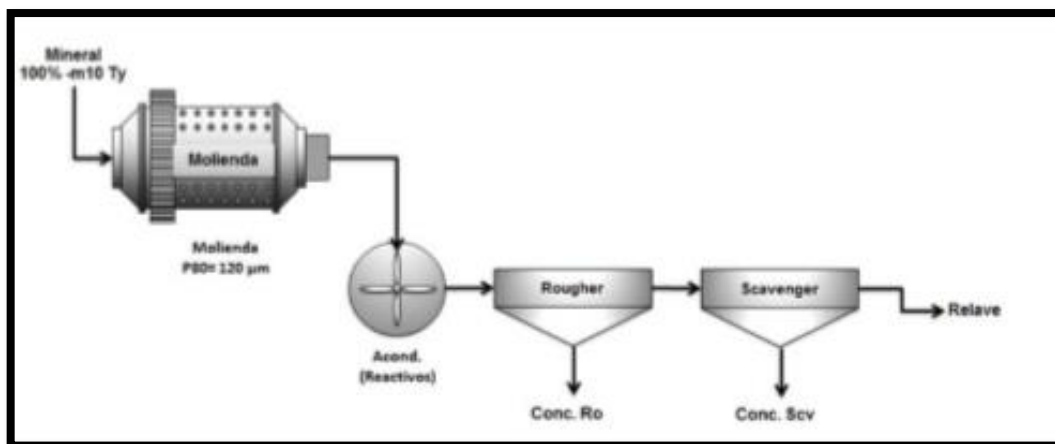 Mineral
100% -m10 Ty
Molienda
Molienda
P80= 120 µm
Acond.
(Reactivos)
Rougher
Scavenger
Relave
Conc. Ro
Conc. Scv